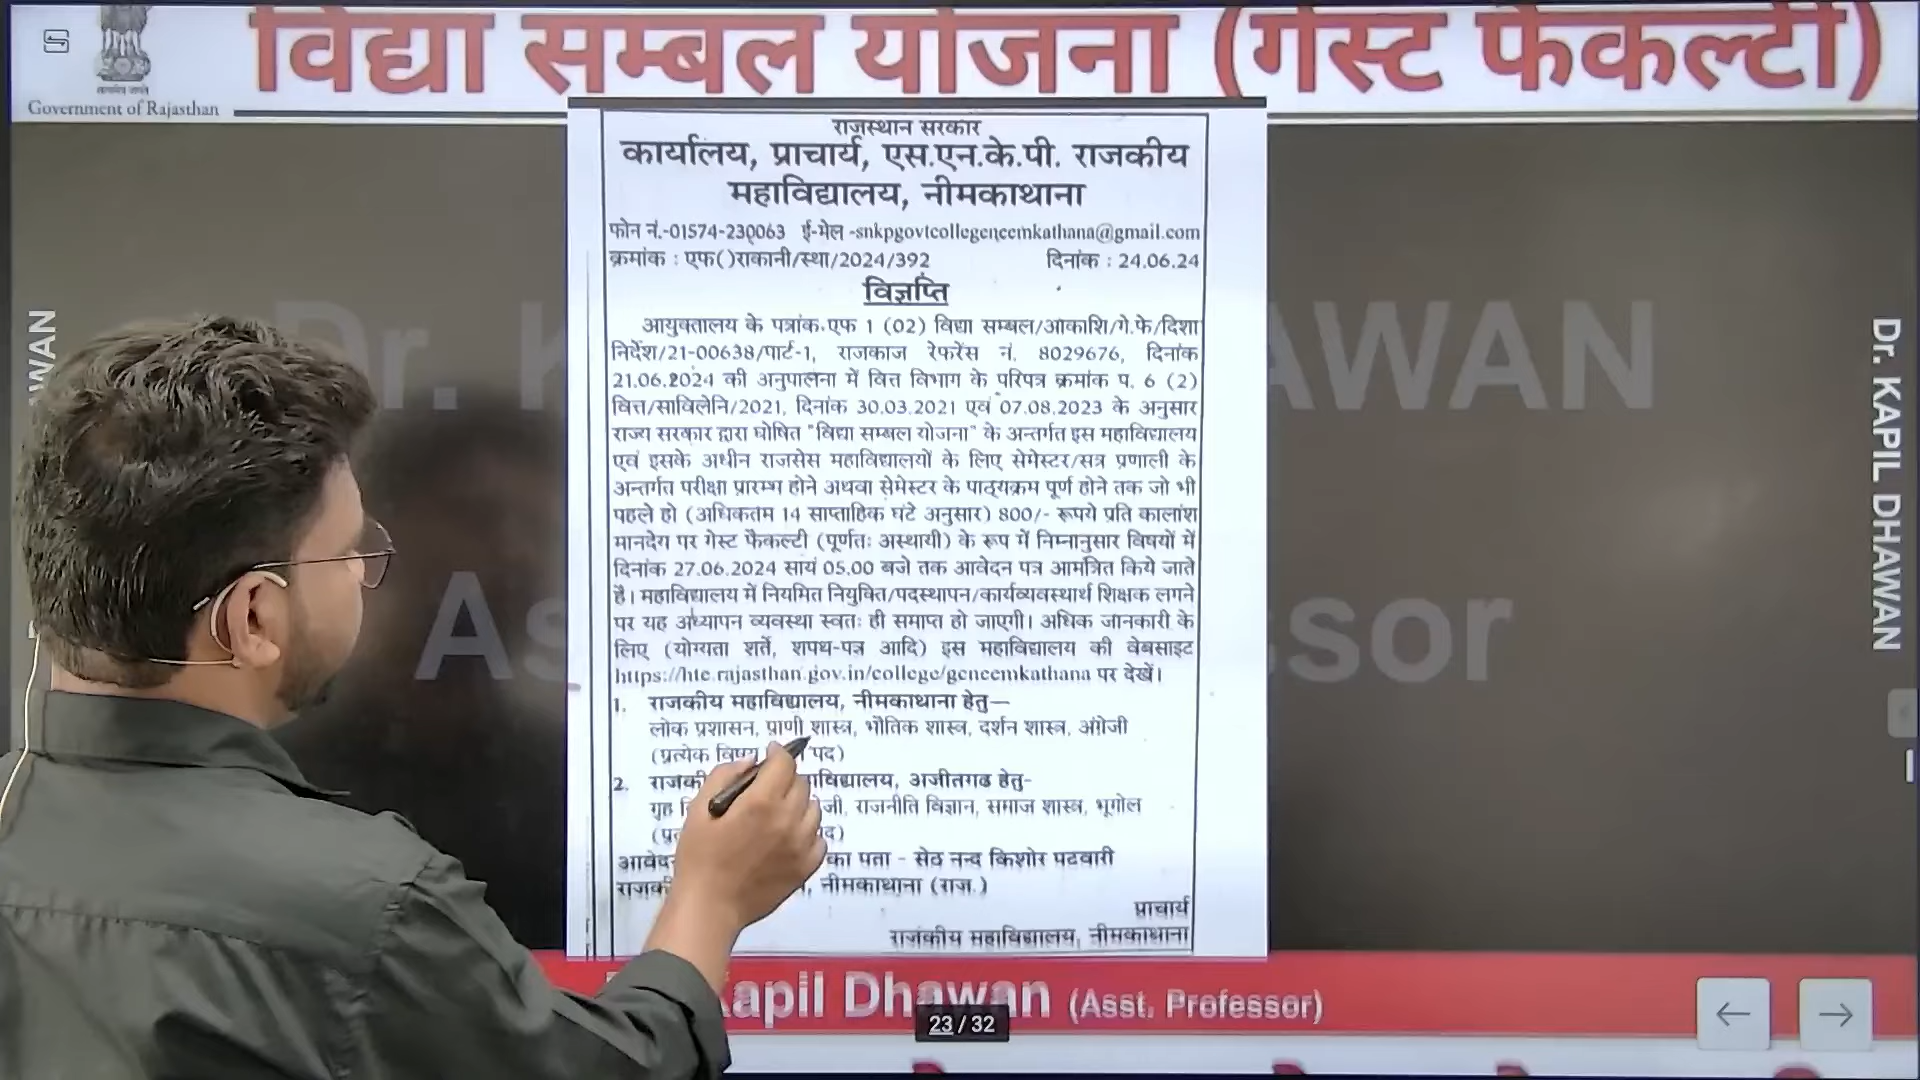 विद्या सम्बल योजना (गेस्ट फैकल्टी)
Government of Rajasthan
राजस्थान सरकार
कार्यालय, प्राचार्य, एस.एन.के.पी. राजकीय
महाविद्यालय, नीमकाथाना
फोन नं.-01574-230063 ई-मेल -snkpgovtcollegeneemkathana@gmail.com
क्रमांक : एफ()राकानी/स्था/2024/392 दिनांक : 24.06.24
विज्ञप्ति
आयुक्तालय के पत्रांक.एफ 1 (02) विद्या सम्बल/आकाशि/गे.फे/दिशा
निर्देश/21-00638/पार्ट-1, राजकाज रेफरेंस नं. 8029676, दिनांक
21.06.2024 की अनुपालना में वित्त विभाग के परिपत्र क्रमांक प. 6 (2)
वित्त/साविलेनि/2021, दिनांक 30.03.2021 एवं 07.08.2023 के अनुसार
राज्य सरकार द्वारा घोषित "विद्या सम्बल योजना" के अन्तर्गत इस महाविद्यालय
एवं इसके अधीन राजसेस महाविद्यालयों के लिए सेमेस्टर/सत्र प्रणाली के
अन्तर्गत परीक्षा प्रारम्भ होने अथवा सेमेस्टर के पाठ्यक्रम पूर्ण होने तक जो भी
पहले हो (अधिकतम 14 साप्ताहिक घंटे अनुसार) 800/- रूपये प्रति कालांश
मानदेय पर गेस्ट फैकल्टी (पूर्णतः अस्थायी) के रूप में निम्नानुसार विषयों में
दिनांक 27.06.2024 सायं 05.00 बजे तक आवेदन पत्र आमंत्रित किये जाते
है। महाविद्यालय में नियमित नियुक्ति/पदस्थापन/कार्यव्यवस्थार्थ शिक्षक लगने
पर यह अध्यापन व्यवस्था स्वतः ही समाप्त हो जाएगी। अधिक जानकारी के
लिए (योग्यता शर्तें, शपथ-पत्र आदि) इस महाविद्यालय की वेबसाइट
https://hte.rajasthan.gov.in/college/gcneemkathana पर देखें।
1. राजकीय महाविद्यालय, नीमकाथाना हेतु—
लोक प्रशासन, प्राणी शास्त्र, भौतिक शास्त्र, दर्शन शास्त्र, अंग्रेजी
(प्रत्येक विषय पद)
2. महाविद्यालय, अजीतगढ हेतु-
गृह राजनीति विज्ञान, समाज शास्त्र, भूगोल
का पता - सेठ नन्द किशोर पटवारी
नीमकाथाना (राज.)
प्राचार्य
राजकीय महाविद्यालय, नीमकाथाना
Kapil Dhawan (Asst. Professor)
23 / 32
Dr. KAPIL DHAWAN